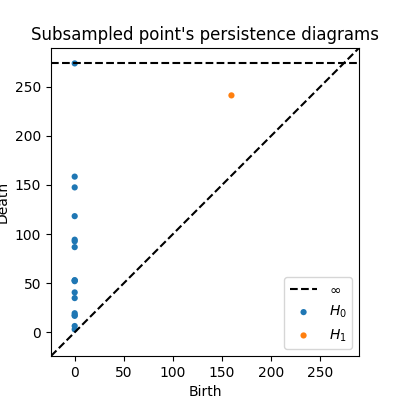 Subsampled point's persistence diagrams
Death
250
200
150
100
50
0
∞
H₀
H₁
0 50 100 150 200 250
Birth